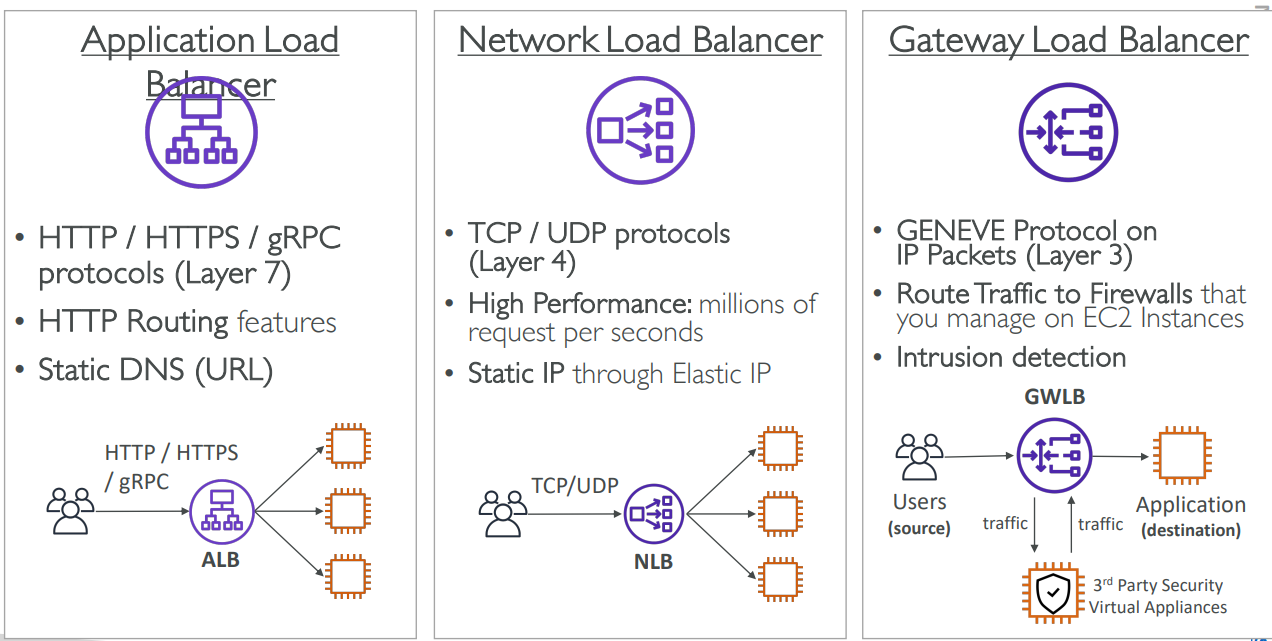 Application Load
Balancer
• HTTP / HTTPS / gRPC
protocols (Layer 7)
• HTTP Routing features
• Static DNS (URL)
HTTP / HTTPS
/ gRPC
ALB
Network Load Balancer
• TCP / UDP protocols
(Layer 4)
• High Performance: millions of
request per seconds
• Static IP through Elastic IP
TCP/UDP
NLB
Gateway Load Balancer
• GENEVE Protocol on
IP Packets (Layer 3)
• Route Traffic to Firewalls that
you manage on EC2 Instances
• Intrusion detection
GWLB
Users
(source)
Application
(destination)
traffic
traffic
3rd Party Security
Virtual Appliances